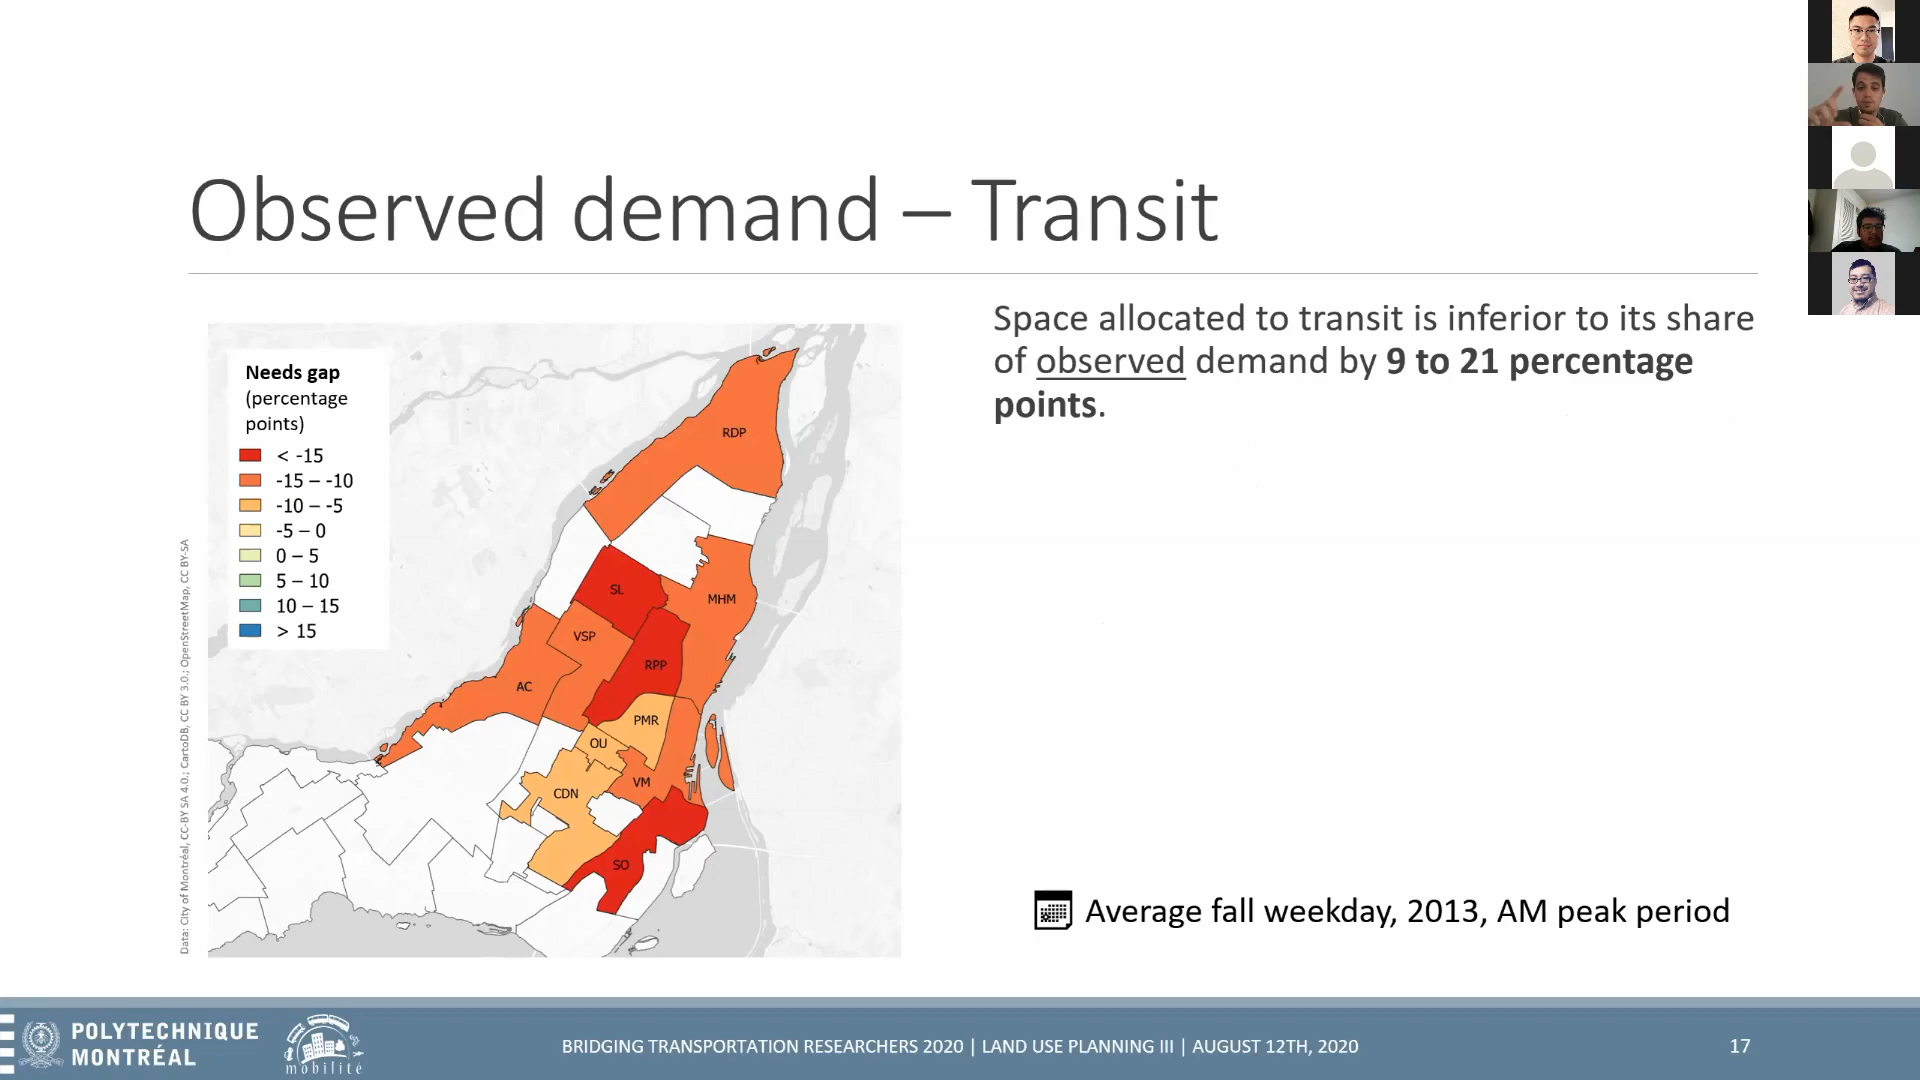 Observed demand – Transit
Needs gap
(percentage
points)
< -15
-15 – -10
-10 – -5
-5 – 0
0 – 5
5 – 10
10 – 15
> 15
RDP
SL
MHM
VSP
RPP
AC
PMR
OU
VM
CDN
SO
Data: City of Montréal, CC-BY SA 4.0.; CartoDB, CC BY 3.0.; OpenStreetMap, CC BY-SA
Space allocated to transit is inferior to its share
of observed demand by 9 to 21 percentage
points.
Average fall weekday, 2013, AM peak period
POLYTECHNIQUE
MONTRÉAL
mobilité
BRIDGING TRANSPORTATION RESEARCHERS 2020 | LAND USE PLANNING III | AUGUST 12TH, 2020
17